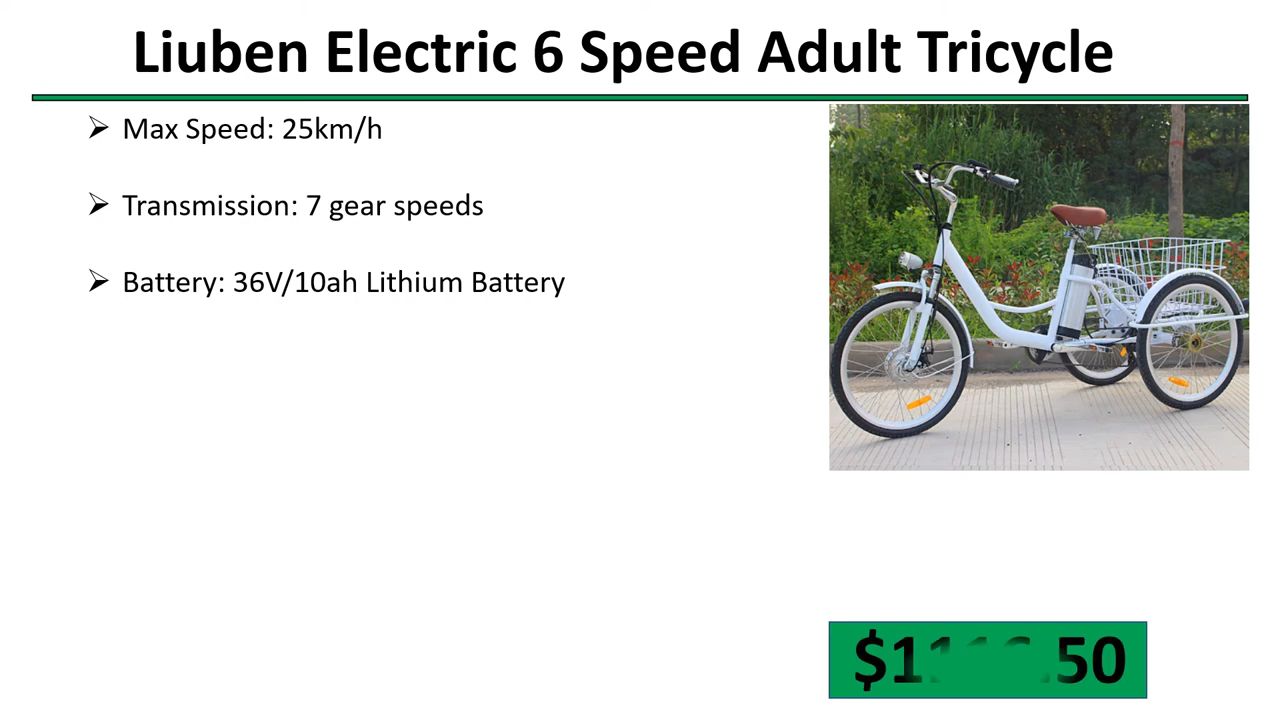 Liuben Electric 6 Speed Adult Tricycle
Max Speed: 25km/h
Transmission: 7 gear speeds
Battery: 36V/10ah Lithium Battery